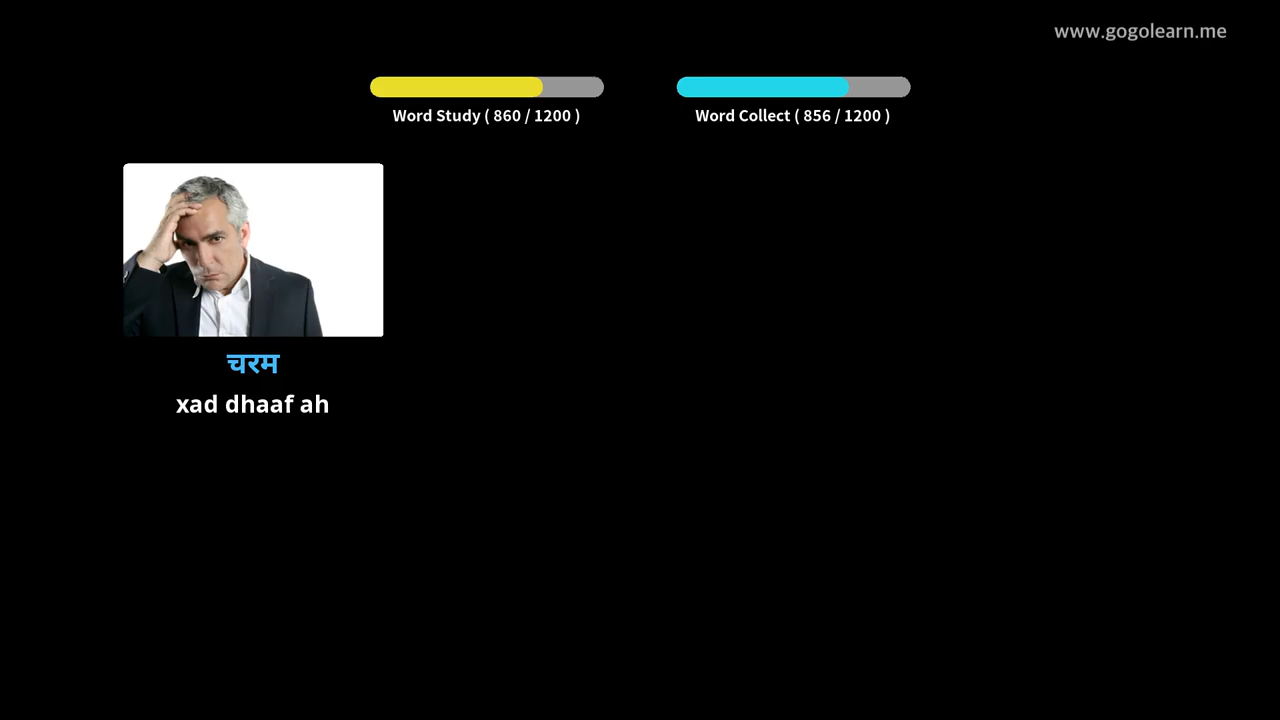 www.gogolearn.me
Word Study ( 860 / 1200 )
Word Collect ( 856 / 1200 )
चरम
xad dhaaf ah